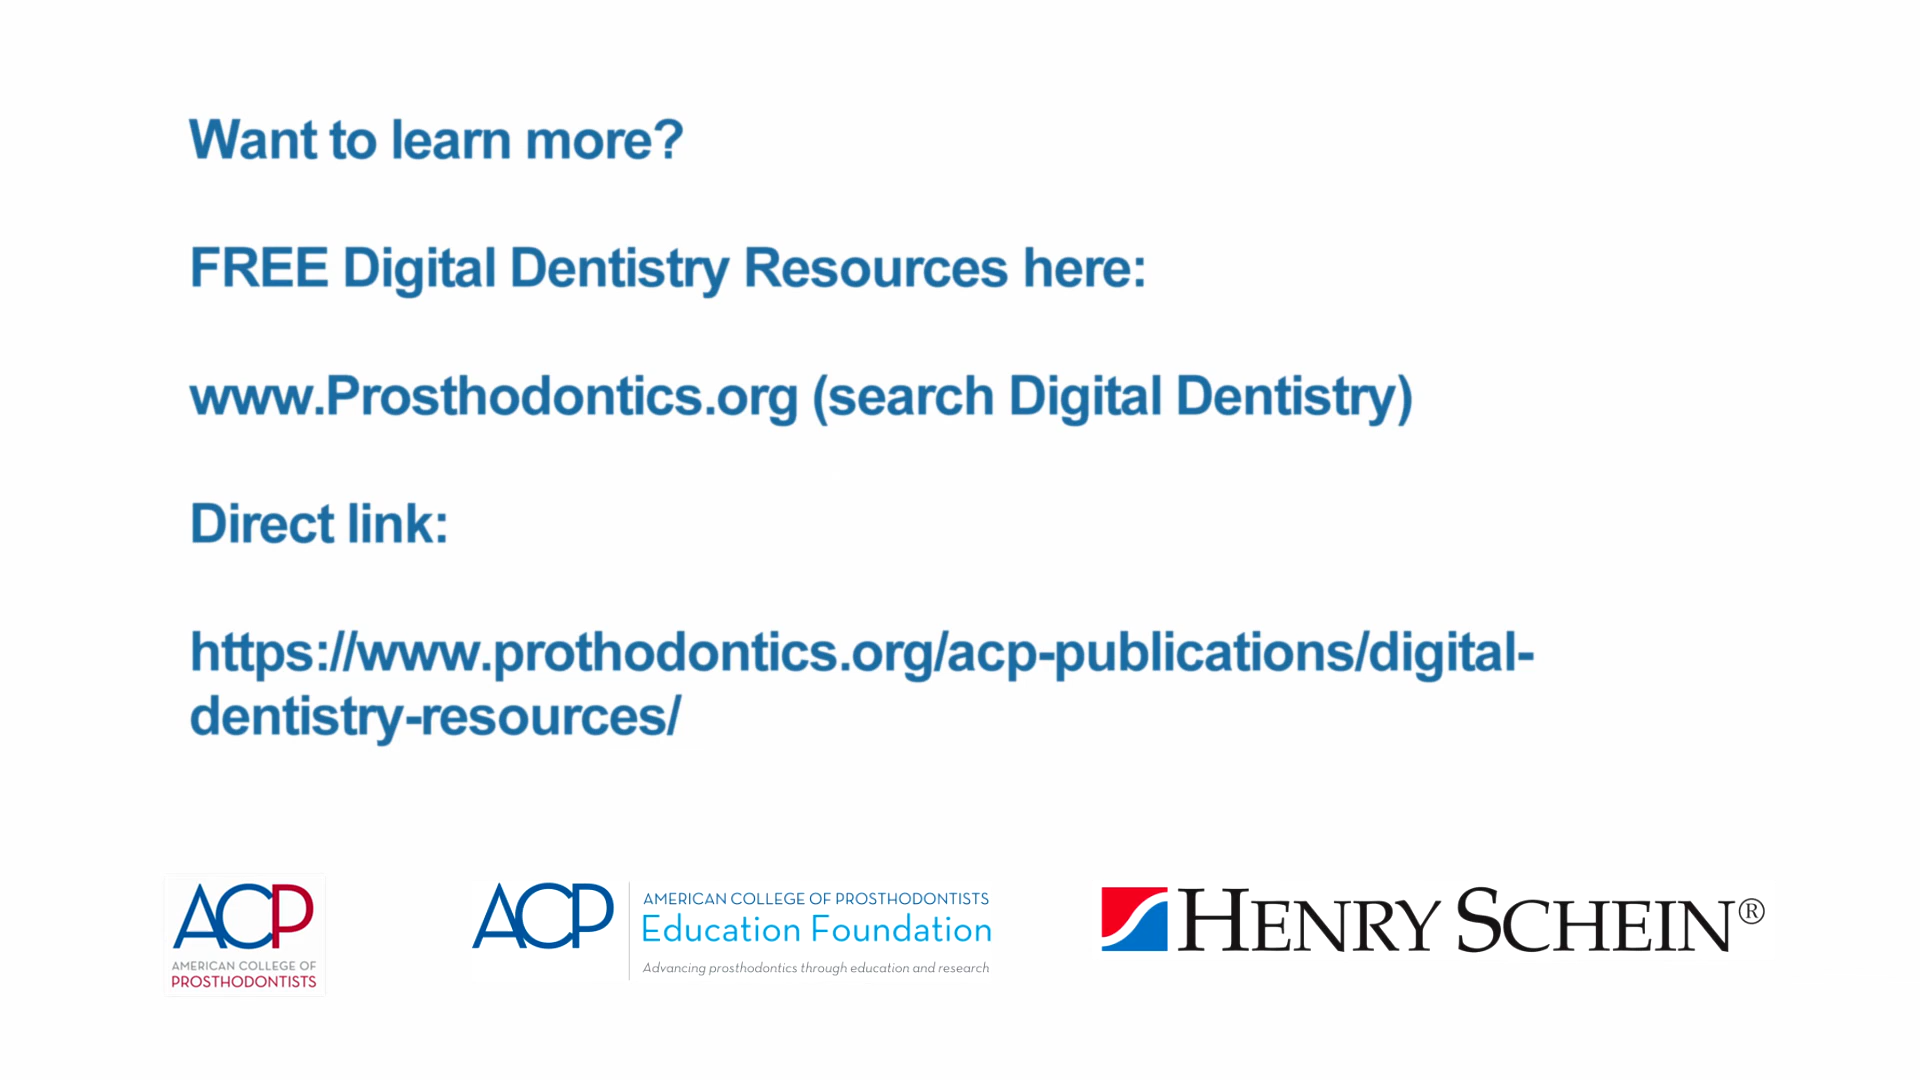 Want to learn more?
FREE Digital Dentistry Resources here:
www.Prosthodontics.org (search Digital Dentistry)
Direct link:
https://www.prothodontics.org/acp-publications/digital-
dentistry-resources/
ACP
AMERICAN COLLEGE OF
PROSTHODONTISTS
ACP
AMERICAN COLLEGE OF PROSTHODONTISTS
Education Foundation
Advancing prosthodontics through education and research
HENRY SCHEIN®